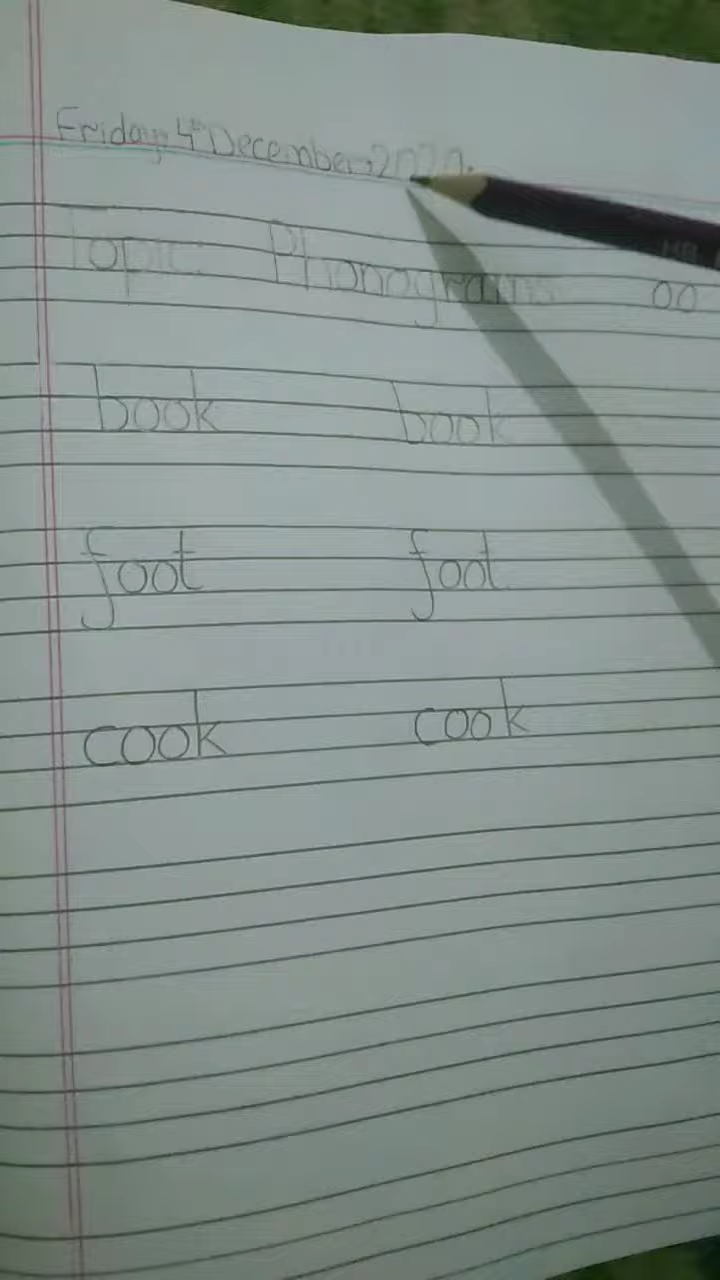 Friday, 4th December, 2020.
Topic: Phonograms oo
book book
foot foot
cook cook